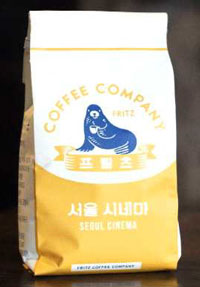 COFFEE COMPANY
FRITZ
프릳츠
서울 시네마
SEOUL CINEMA
FRITZ COFFEE COMPANY